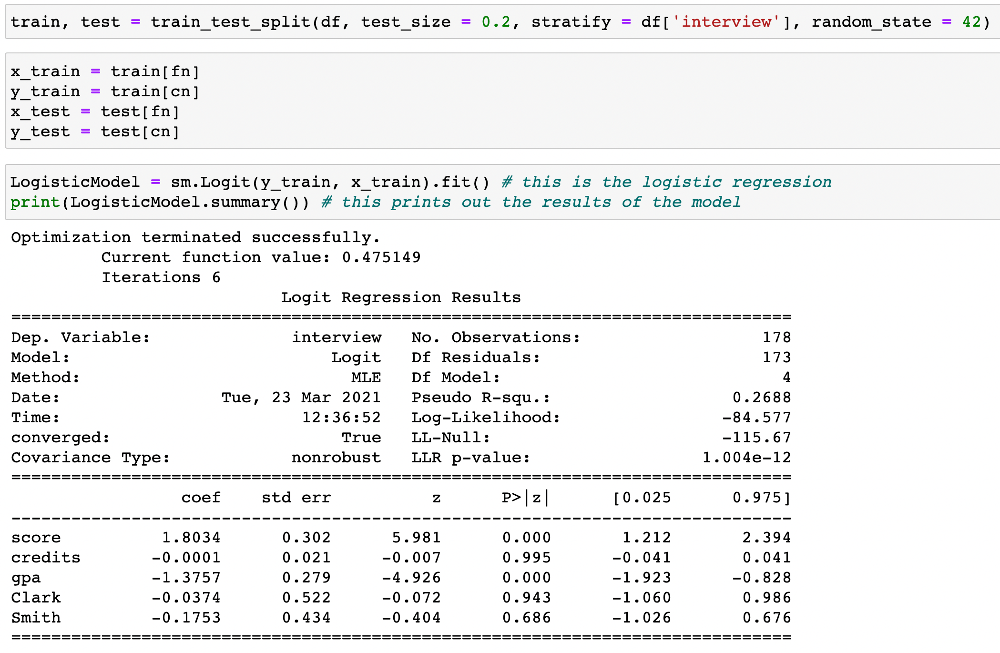 train, test = train_test_split(df, test_size = 0.2, stratify = df['interview'], random_state = 42)
x_train = train[fn]
y_train = train[cn]
x_test = test[fn]
y_test = test[cn]
LogisticModel = sm.Logit(y_train, x_train).fit() # this is the logistic regression
print(LogisticModel.summary()) # this prints out the results of the model
Optimization terminated successfully.
         Current function value: 0.475149
         Iterations 6
                           Logit Regression Results
==============================================================================
Dep. Variable:              interview   No. Observations:                  178
Model:                          Logit   Df Residuals:                      173
Method:                           MLE   Df Model:                            4
Date:                Tue, 23 Mar 2021   Pseudo R-squ.:                  0.2688
Time:                        12:36:52   Log-Likelihood:                -84.577
converged:                       True   LL-Null:                       -115.67
Covariance Type:            nonrobust   LLR p-value:                 1.004e-12
==============================================================================
                 coef    std err          z      P>|z|      [0.025      0.975]
------------------------------------------------------------------------------
score          1.8034      0.302      5.981      0.000       1.212       2.394
credits       -0.0001      0.021     -0.007      0.995      -0.041       0.041
gpa           -1.3757      0.279     -4.926      0.000      -1.923      -0.828
Clark         -0.0374      0.522     -0.072      0.943      -1.060       0.986
Smith         -0.1753      0.434     -0.404      0.686      -1.026       0.676
==============================================================================